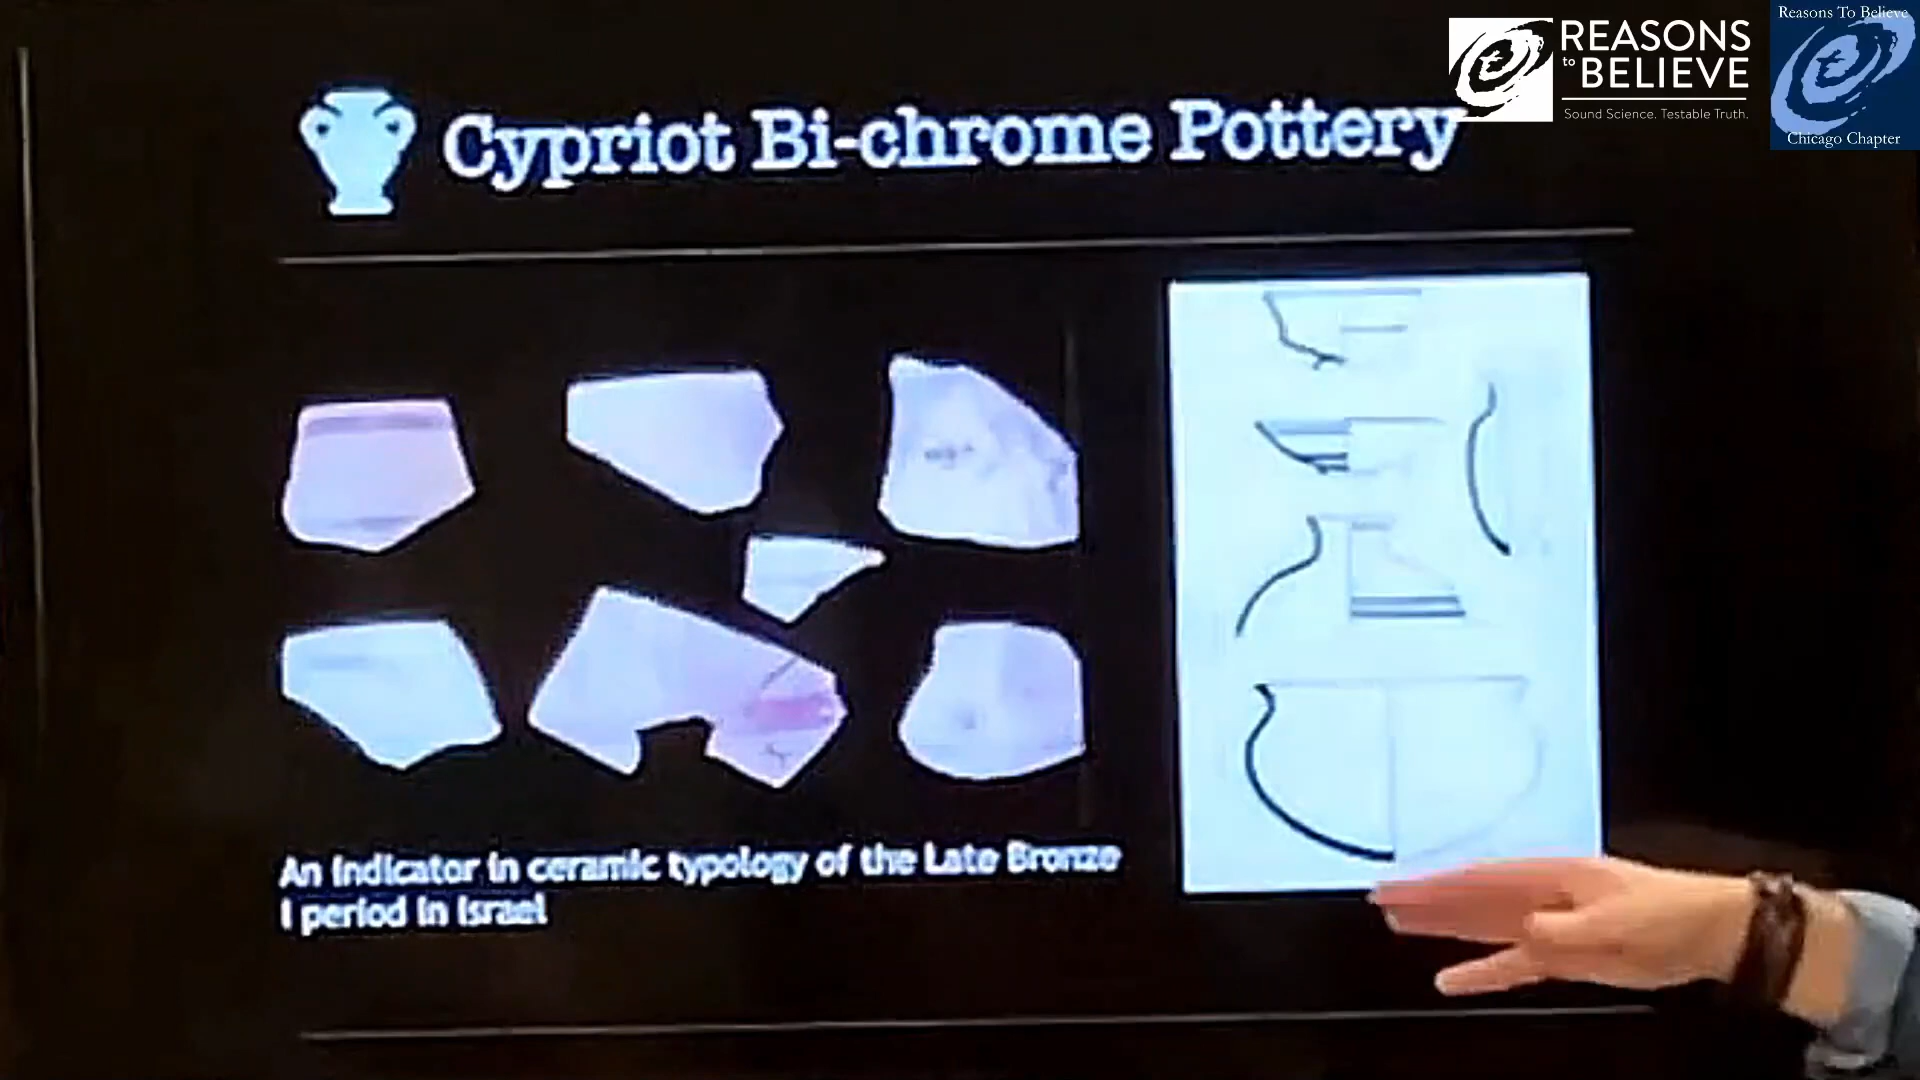 Cypriot Bi-chrome Pottery
An indicator in ceramic typology of the Late Bronze
I period in Israel
REASONS
to BELIEVE
Sound Science. Testable Truth.
Reasons To Believe
Chicago Chapter